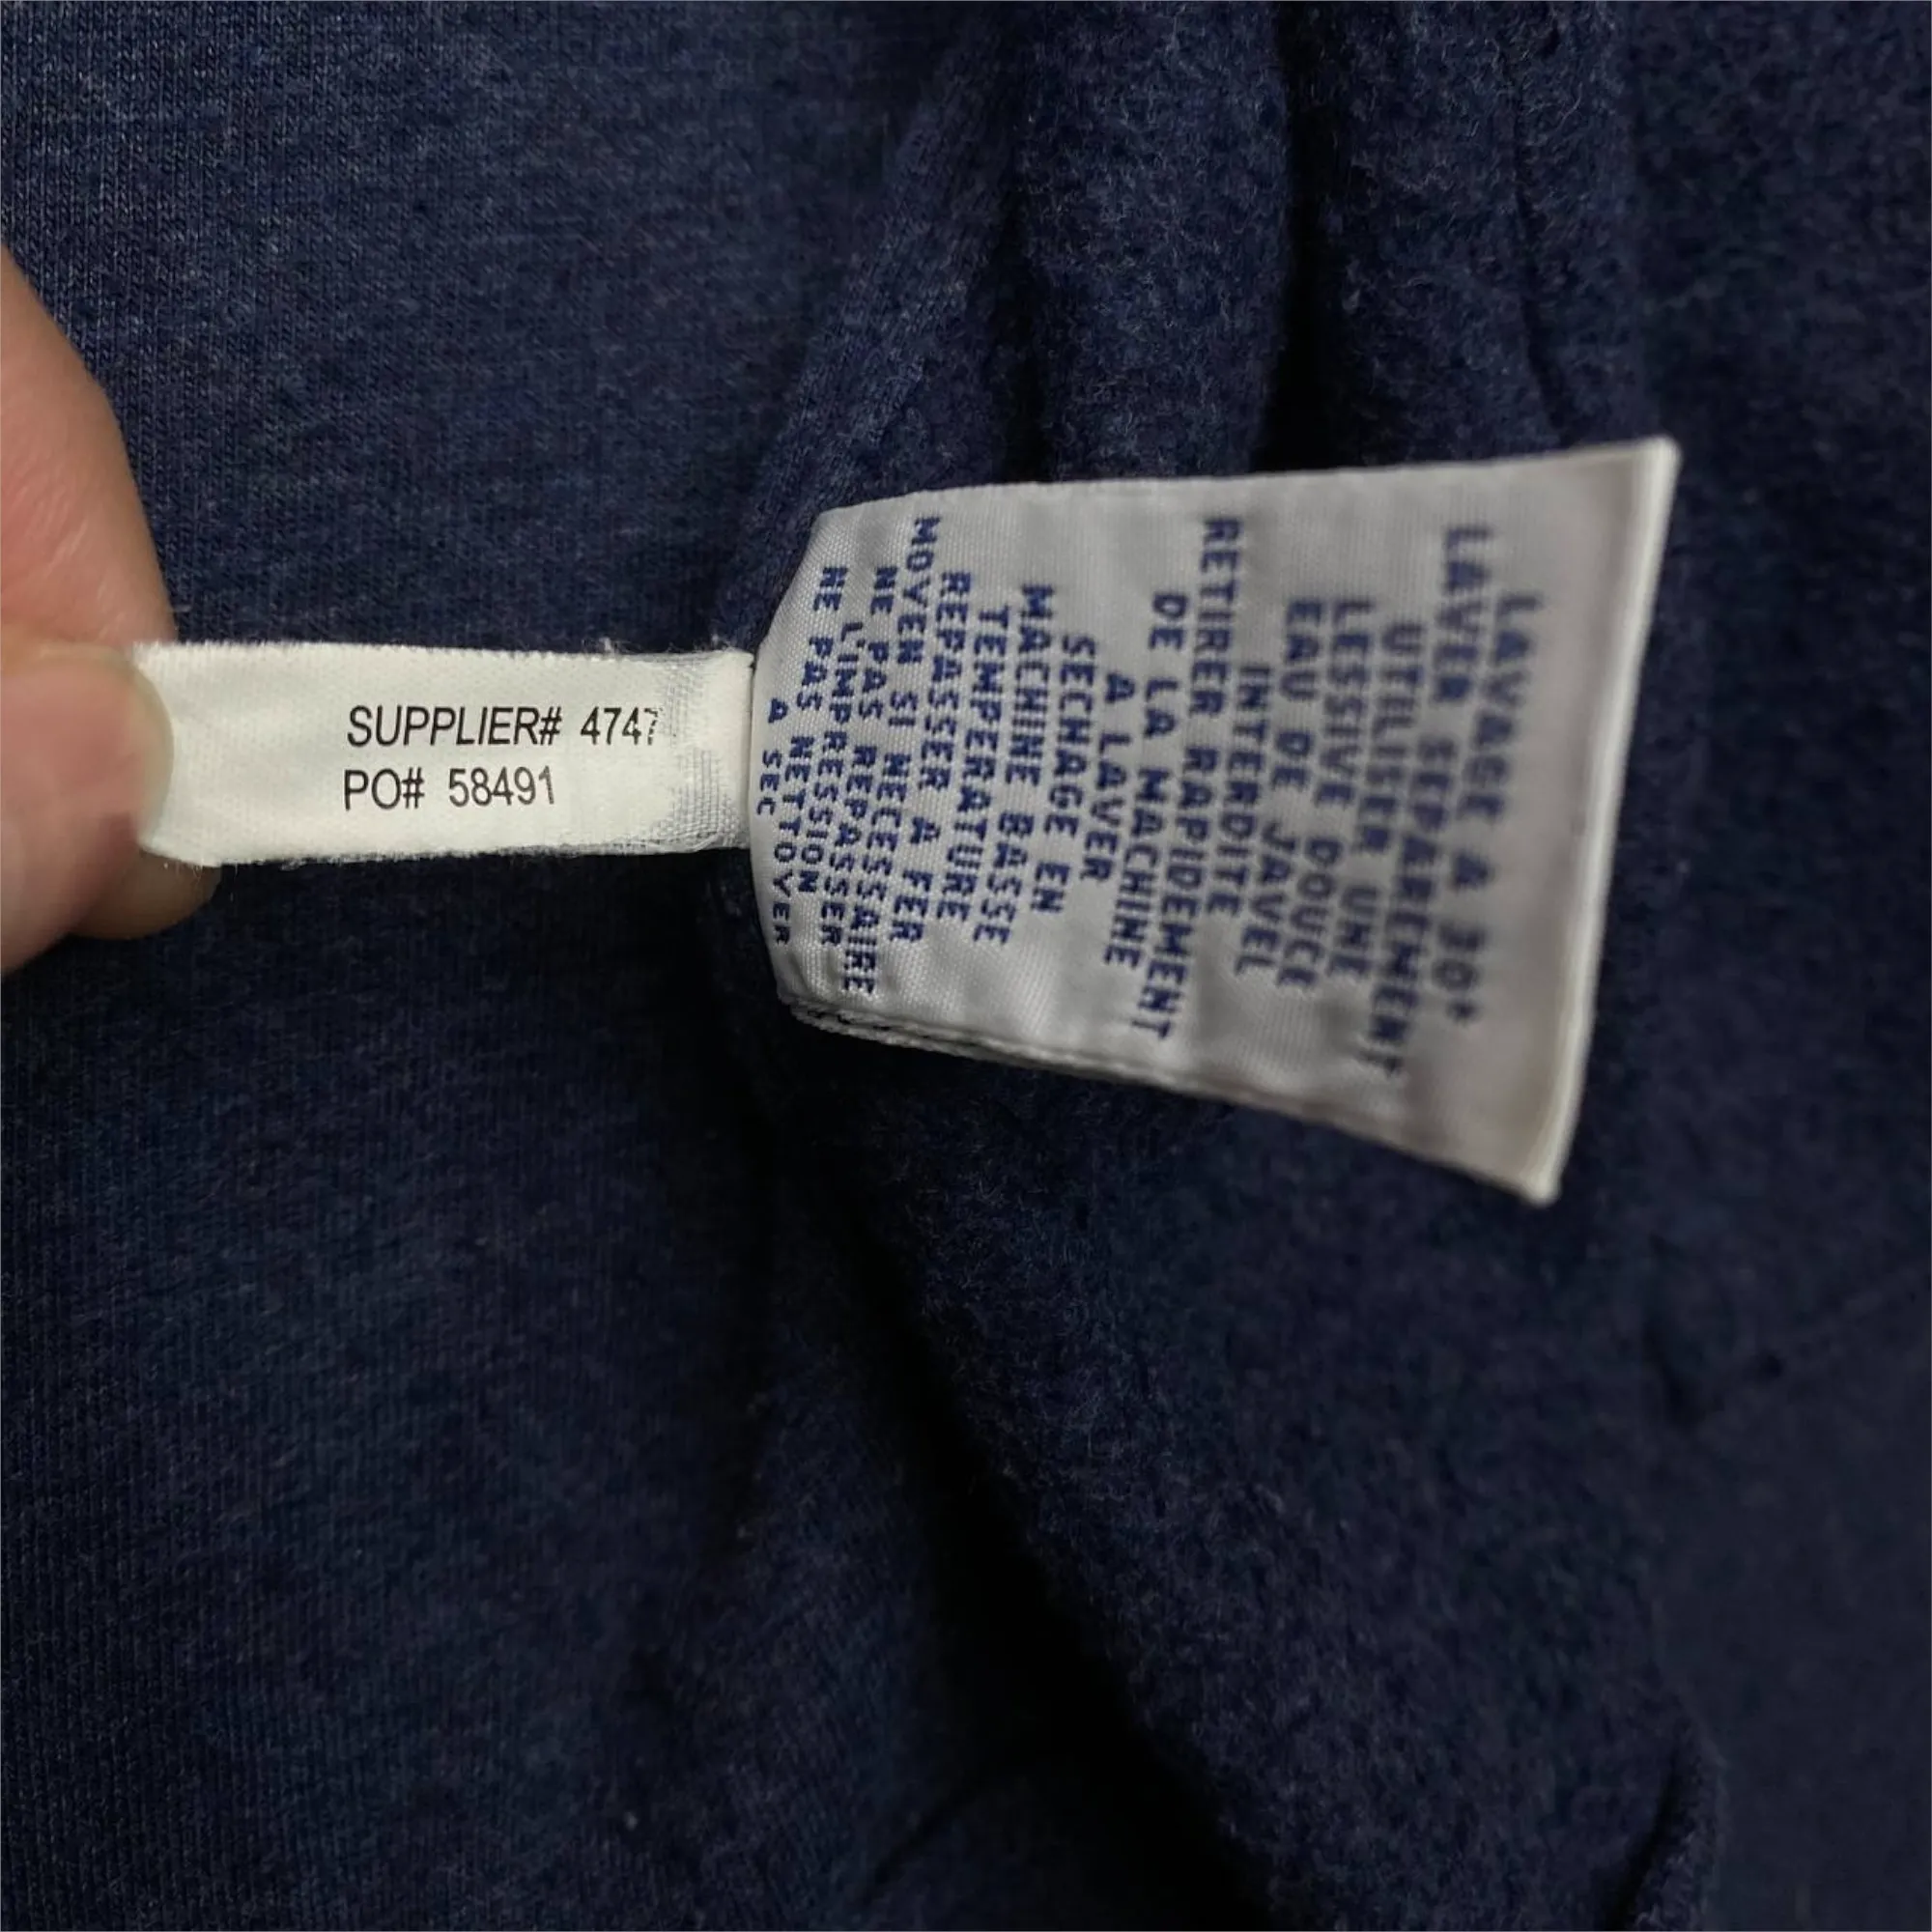 SUPPLIER# 4747
PO# 58491
LAVAGE A 30°
LAVER SEPAREMENT
UTILISER UNE
LESSIVE DOUCE
EAU DE JAVEL
INTERDITE
RETIRER RAPIDEMENT
DE LA MACHINE
A LAVER
SECHAGE EN
MACHINE BASSE
TEMPERATURE
REPASSER A FER
MOYEN SI NECESSAIRE
NE PAS REPASSER
L'IMPRESSION
NE PAS NETTOYER
A SEC